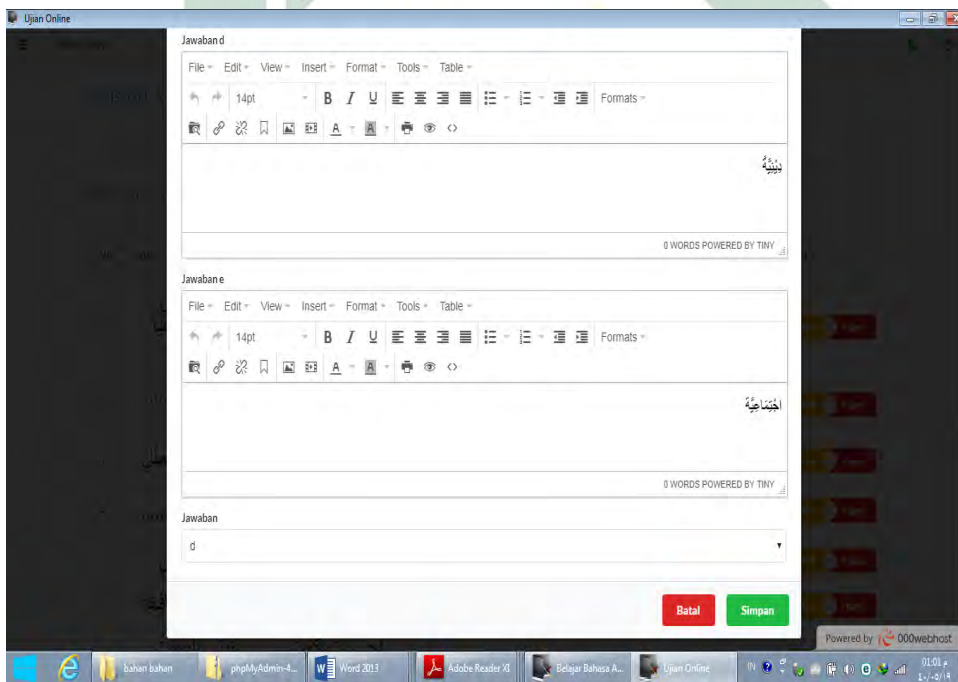 Ujian Online
Jawaban d
File Edit View Insert Format Tools Table
14pt B I U Formats
A A
دِيْنِيَّةٌ
0 WORDS POWERED BY TINY
Jawaban e
File Edit View Insert Format Tools Table
14pt B I U Formats
A A
اجْتِمَاعِيَّةٌ
0 WORDS POWERED BY TINY
Jawaban
d
Batal Simpan
Powered by 000webhost
bahan bahan phpMyAdmin-4... Word 2013 Adobe Reader XI Belajar Bahasa A... Ujian Online IN 01:01